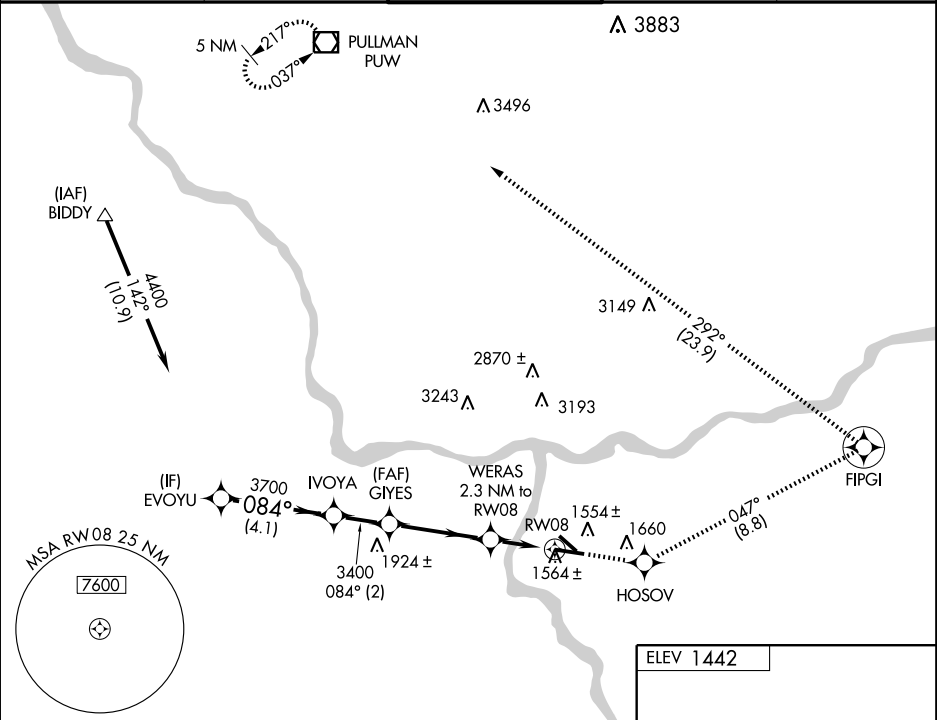 3883
5 NM
217°
037°
PULLMAN
PUW
3496
(IAF)
BIDDY
4400
142°
(10.9)
3149
292°
(23.9)
2870 ±
3243
3193
FIPGI
047°
(8.8)
(IF)
EVOYU
3700
084°
(4.1)
IVOYA
(FAF)
GIYES
WERAS
2.3 NM to
RW08
RW08
1554 ±
1660
1924 ±
1564 ±
3400
084° (2)
HOSOV
MSA RW08 25 NM
7600
ELEV 1442